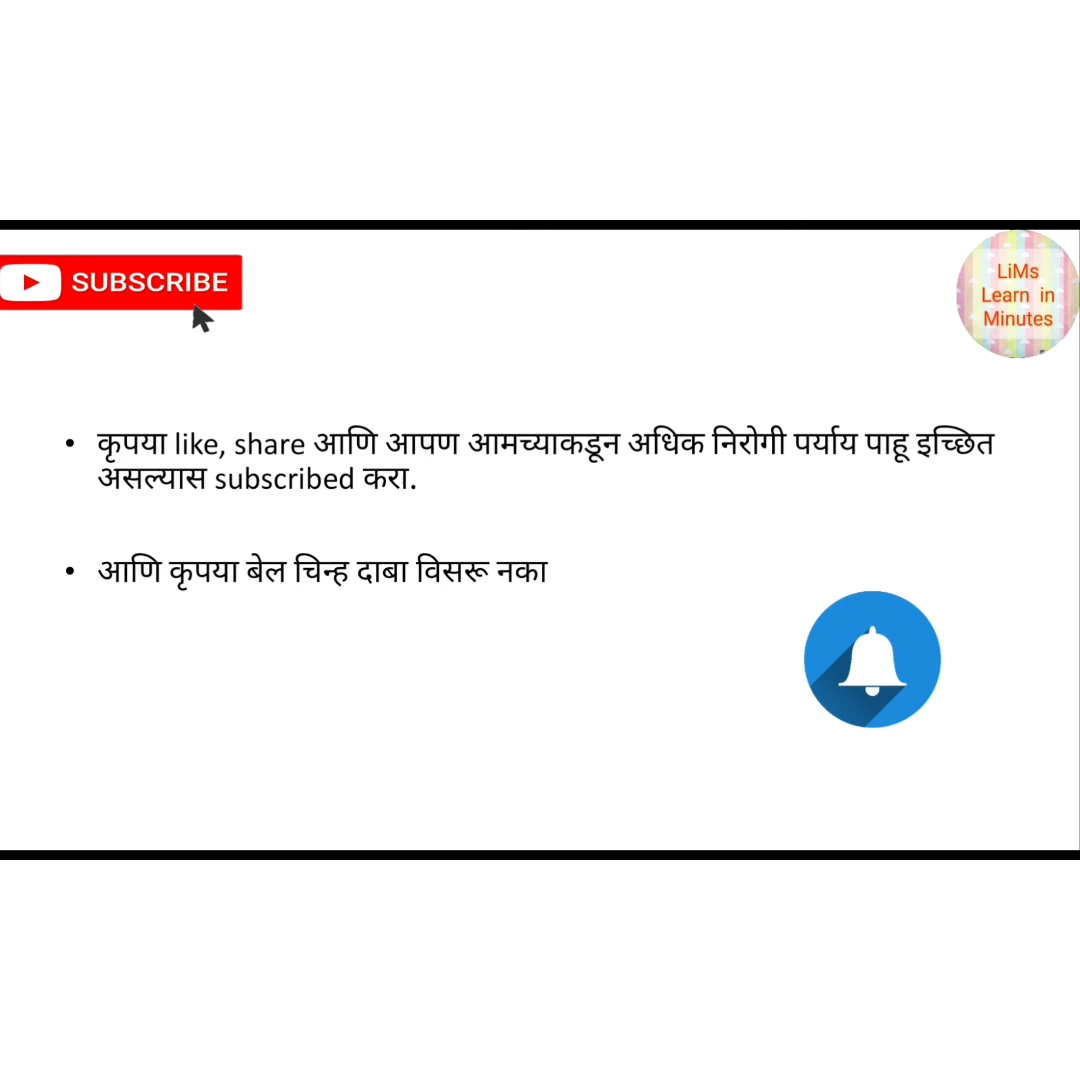 SUBSCRIBE
LiMs
Learn in
Minutes
• कृपया like, share आणि आपण आमच्याकडून अधिक निरोगी पर्याय पाहू इच्छित
असल्यास subscribed करा.
• आणि कृपया बेल चिन्ह दाबा विसरू नका